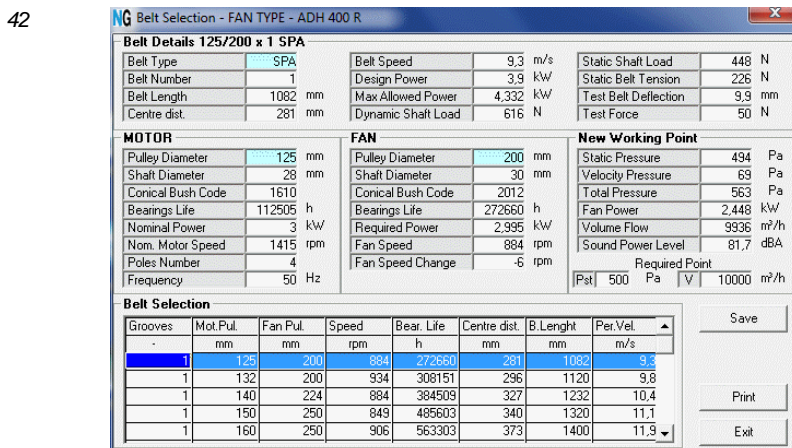 42
NG Belt Selection - FAN TYPE - ADH 400 R
Belt Details 125/200 x 1 SPA
Belt Type SPA Belt Speed 9,3 m/s Static Shaft Load 448 N
Belt Number 1 Design Power 3,9 kW Static Belt Tension 226 N
Belt Length 1082 mm Max Allowed Power 4,332 kW Test Belt Deflection 9,9 mm
Centre dist. 281 mm Dynamic Shaft Load 616 N Test Force 50 N
MOTOR FAN New Working Point
Pulley Diameter 125 mm Pulley Diameter 200 mm Static Pressure 494 Pa
Shaft Diameter 28 mm Shaft Diameter 30 mm Velocity Pressure 69 Pa
Conical Bush Code 1610 Conical Bush Code 2012 Total Pressure 563 Pa
Bearings Life 112505 h Bearings Life 272660 h Fan Power 2,448 kW
Nominal Power 3 kW Required Power 2,995 kW Volume Flow 9936 m³/h
Nom. Motor Speed 1415 rpm Fan Speed 884 rpm Sound Power Level 81,7 dBA
Poles Number 4 Fan Speed Change -6 rpm Required Point
Frequency 50 Hz Pst 500 Pa V 10000 m³/h
Belt Selection
Grooves Mot.Pul. Fan Pul. Speed Bear. Life Centre dist. B.Lenght Per.Vel. Save
- mm mm rpm h mm mm m/s
1 125 200 884 272660 281 1082 9,3
1 132 200 934 308151 296 1120 9,8
1 140 224 884 384509 327 1232 10,4 Print
1 150 250 849 485603 340 1320 11,1
1 160 250 906 563303 373 1400 11,9 Exit